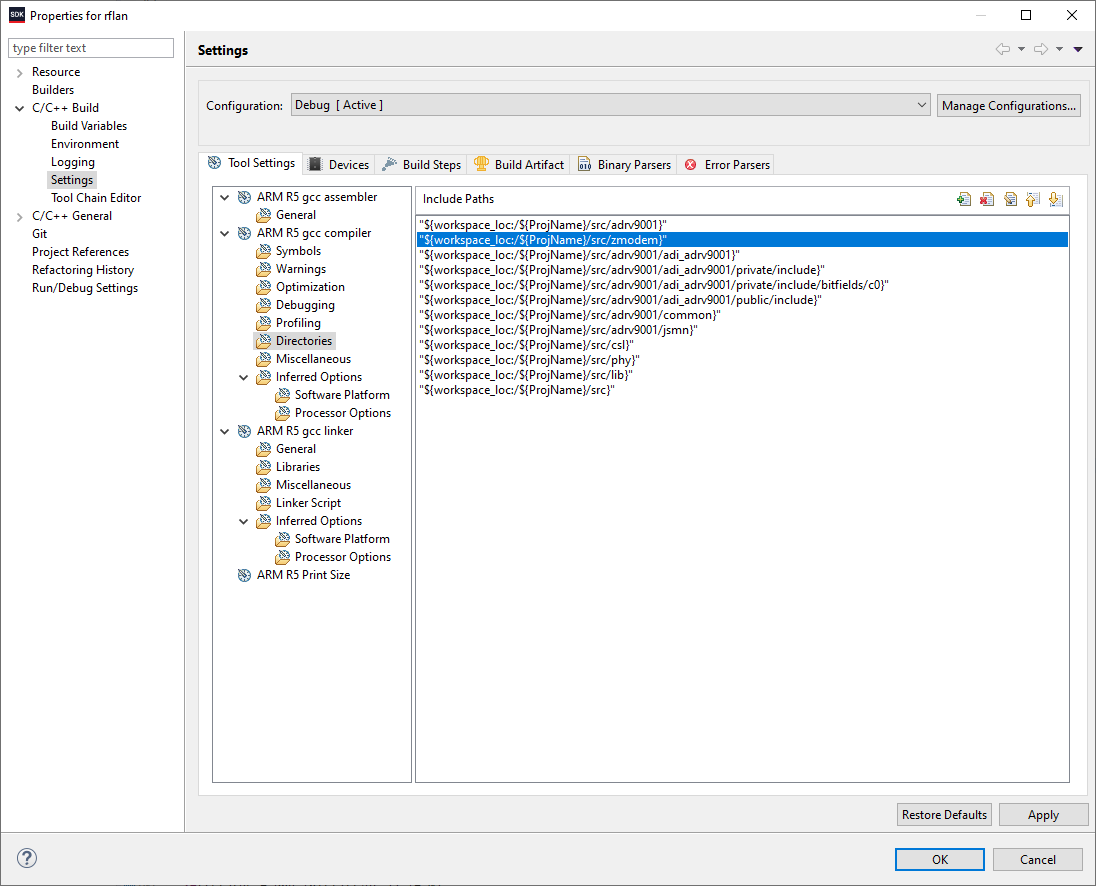 SDK Properties for rflan
type filter text
Resource
Builders
C/C++ Build
Build Variables
Environment
Logging
Settings
Tool Chain Editor
C/C++ General
Git
Project References
Refactoring History
Run/Debug Settings
Settings
Configuration: Debug [ Active ] Manage Configurations...
Tool Settings Devices Build Steps Build Artifact Binary Parsers Error Parsers
ARM R5 gcc assembler
General
ARM R5 gcc compiler
Symbols
Warnings
Optimization
Debugging
Profiling
Directories
Miscellaneous
Inferred Options
Software Platform
Processor Options
ARM R5 gcc linker
General
Libraries
Miscellaneous
Linker Script
Inferred Options
Software Platform
Processor Options
ARM R5 Print Size
Include Paths
"${workspace_loc:/${ProjName}/src/adrv9001}"
"${workspace_loc:/${ProjName}/src/zmodem}"
"${workspace_loc:/${ProjName}/src/adrv9001/adi_adrv9001}"
"${workspace_loc:/${ProjName}/src/adrv9001/adi_adrv9001/private/include}"
"${workspace_loc:/${ProjName}/src/adrv9001/adi_adrv9001/private/include/bitfields/c0}"
"${workspace_loc:/${ProjName}/src/adrv9001/adi_adrv9001/public/include}"
"${workspace_loc:/${ProjName}/src/adrv9001/common}"
"${workspace_loc:/${ProjName}/src/adrv9001/jsmn}"
"${workspace_loc:/${ProjName}/src/csl}"
"${workspace_loc:/${ProjName}/src/phy}"
"${workspace_loc:/${ProjName}/src/lib}"
"${workspace_loc:/${ProjName}/src}"
Restore Defaults Apply
? OK Cancel